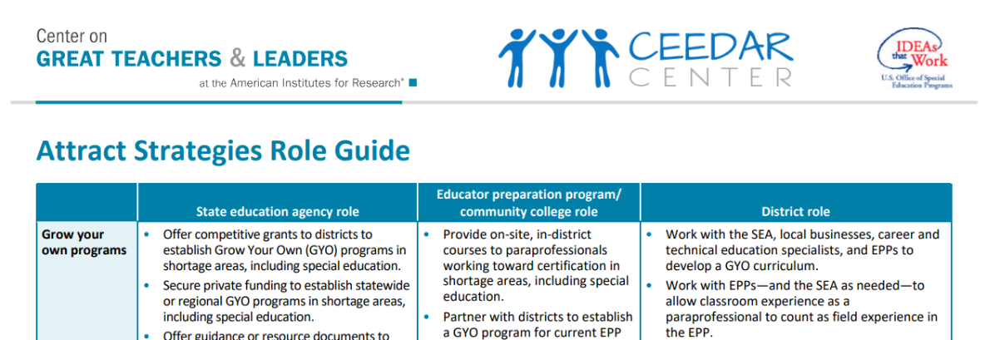 Center on
GREAT TEACHERS & LEADERS
at the American Institutes for Research®
CEEDAR
CENTER
IDEAs
that Work
U.S. Office of Special
Education Programs
Attract Strategies Role Guide
State education agency role
Educator preparation program/
community college role
District role
Grow your
own programs
• Offer competitive grants to districts to
establish Grow Your Own (GYO) programs in
shortage areas, including special education.
• Secure private funding to establish statewide
or regional GYO programs in shortage areas,
including special education.
• Offer guidance or resource documents to
• Provide on-site, in-district
courses to paraprofessionals
working toward certification in
shortage areas, including special
education.
• Partner with districts to establish
a GYO program for current EPP
• Work with the SEA, local businesses, career and
technical education specialists, and EPPs to
develop a GYO curriculum.
• Work with EPPs—and the SEA as needed—to
allow classroom experience as a
paraprofessional to count as field experience in
the EPP.